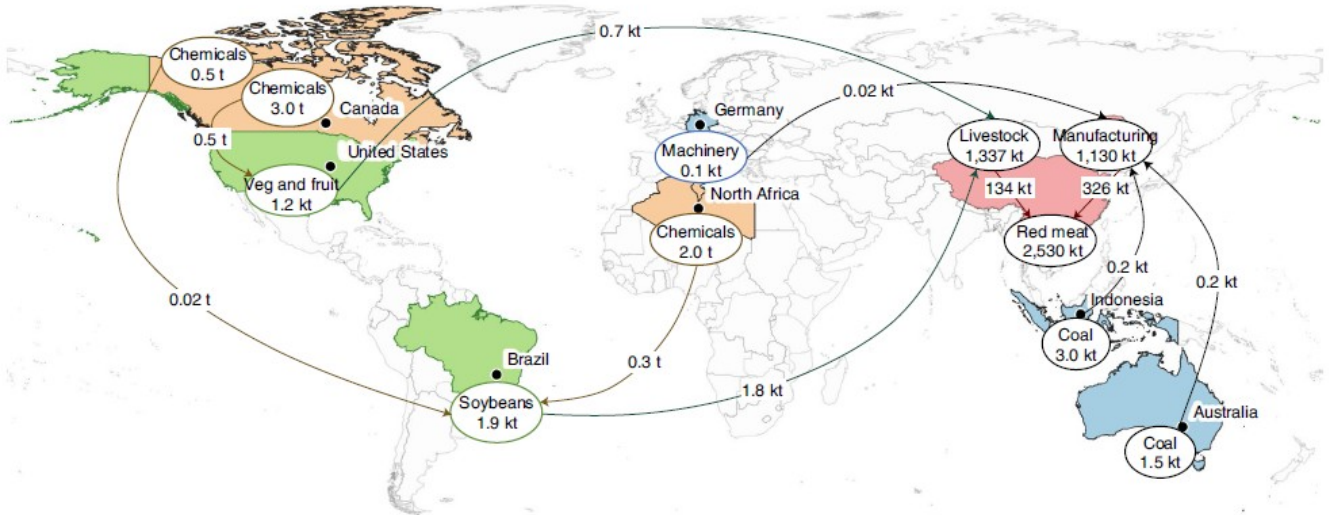 Chemicals
0.5 t
Chemicals
3.0 t
Canada
0.5 t
United States
Veg and fruit
1.2 kt
0.7 kt
0.02 kt
Germany
Machinery
0.1 kt
North Africa
Chemicals
2.0 t
Livestock
1,337 kt
Manufacturing
1,130 kt
134 kt
326 kt
Red meat
2,530 kt
0.2 kt
0.2 kt
Indonesia
Coal
3.0 kt
0.02 t
0.3 t
Brazil
Soybeans
1.9 kt
1.8 kt
Australia
Coal
1.5 kt